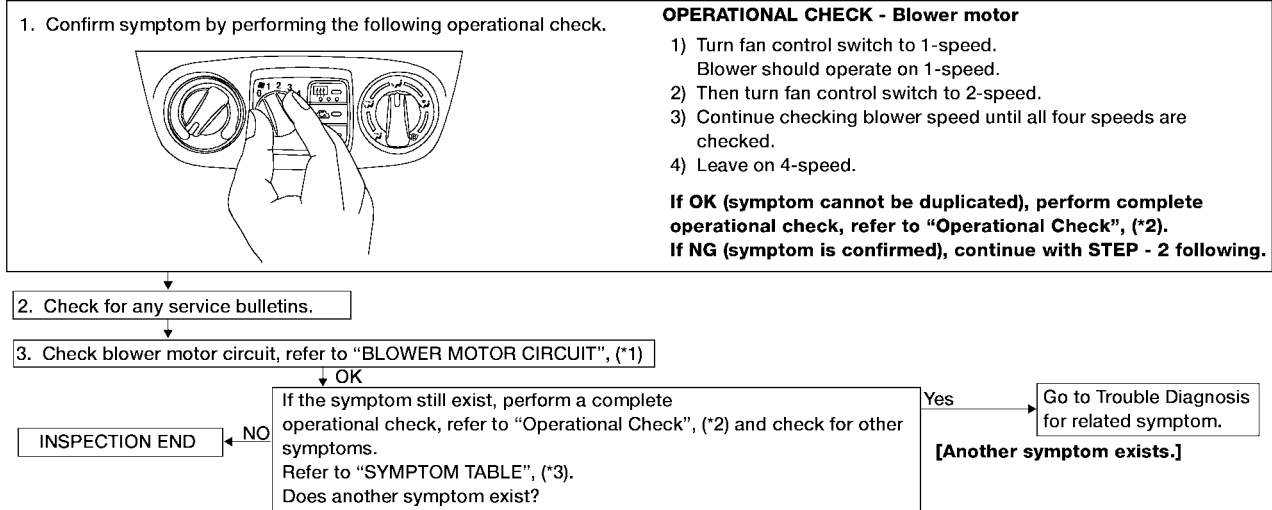 1. Confirm symptom by performing the following operational check.
0 1 2 3 4
OPERATIONAL CHECK - Blower motor
1) Turn fan control switch to 1-speed.
Blower should operate on 1-speed.
2) Then turn fan control switch to 2-speed.
3) Continue checking blower speed until all four speeds are
checked.
4) Leave on 4-speed.
If OK (symptom cannot be duplicated), perform complete
operational check, refer to “Operational Check”, (*2).
If NG (symptom is confirmed), continue with STEP - 2 following.
2. Check for any service bulletins.
3. Check blower motor circuit, refer to “BLOWER MOTOR CIRCUIT”, (*1)
OK
If the symptom still exist, perform a complete
operational check, refer to “Operational Check”, (*2) and check for other
symptoms.
Refer to “SYMPTOM TABLE”, (*3).
Does another symptom exist?
NO
INSPECTION END
Yes
Go to Trouble Diagnosis
for related symptom.
[Another symptom exists.]